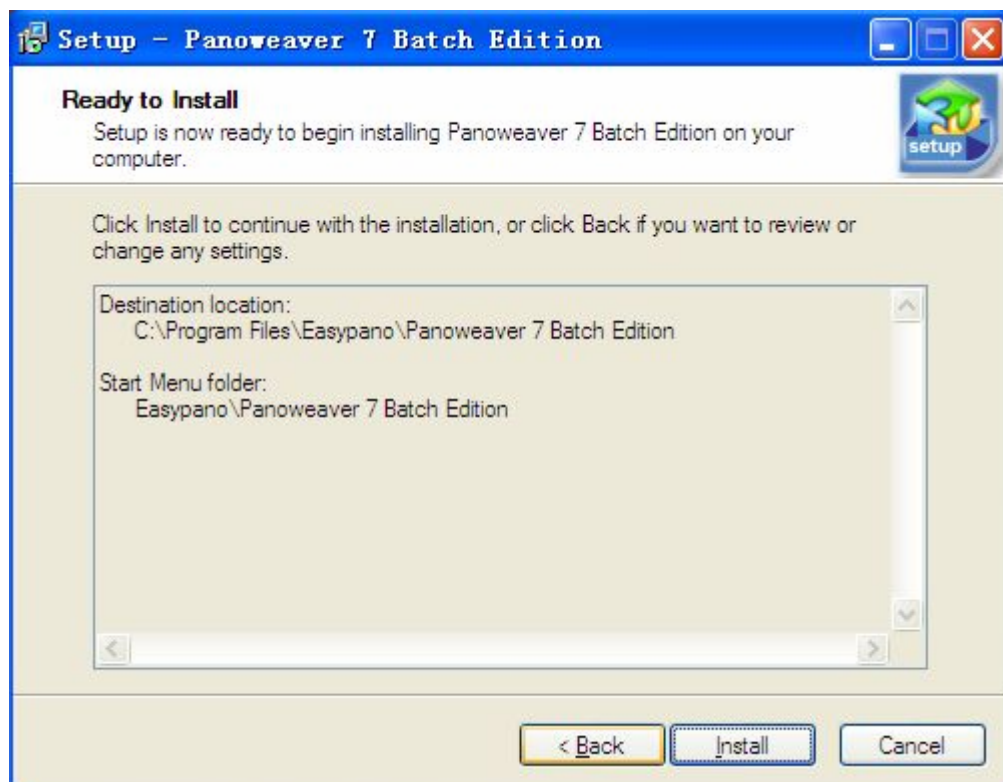 Setup - Panoweaver 7 Batch Edition
Ready to Install
Setup is now ready to begin installing Panoweaver 7 Batch Edition on your
computer.
setup
Click Install to continue with the installation, or click Back if you want to review or
change any settings.
Destination location:
C:\Program Files\Easypano\Panoweaver 7 Batch Edition
Start Menu folder:
Easypano\Panoweaver 7 Batch Edition
< Back
Install
Cancel